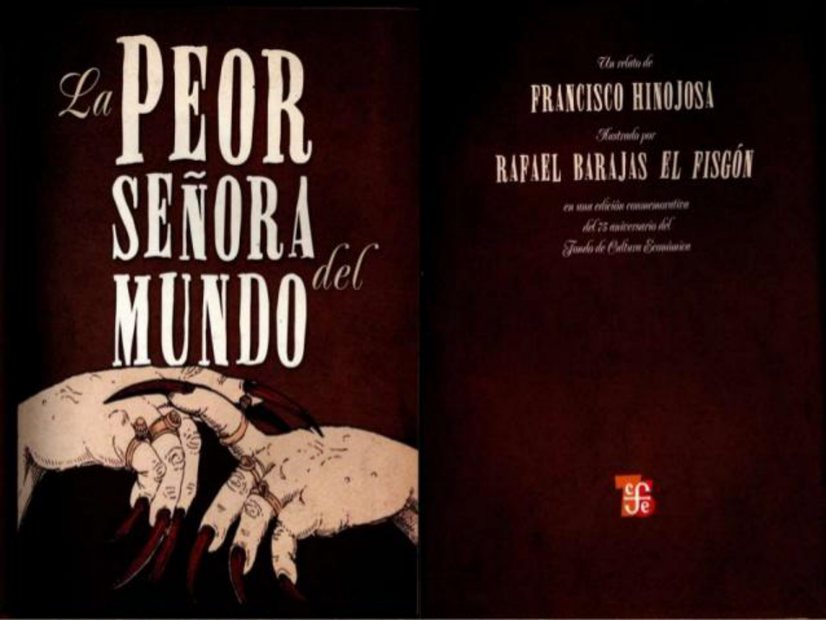 La PEOR
SEÑORA
del
MUNDO
Un relato de
FRANCISCO HINOJOSA
Ilustrado por
RAFAEL BARAJAS EL FISGÓN
en una edición conmemorativa
del 75 aniversario del
Fondo de Cultura Económica
cfe